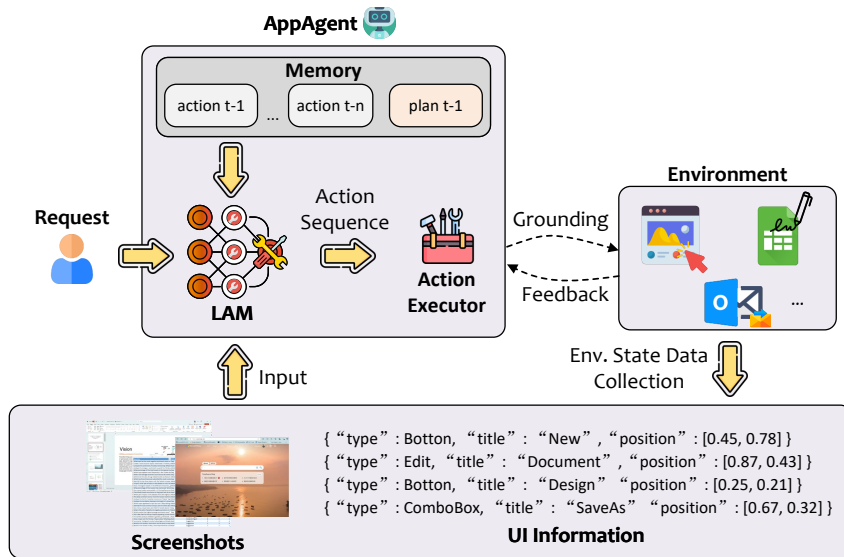 AppAgent
Memory
action t-1
...
action t-n
plan t-1
Environment
Request
Action
Sequence
Grounding
LAM
Action
Executor
Feedback
O
...
Input
Env. State Data
Collection
Vision
{ “type” : Botton, “title” : “New” , “position” : [0.45, 0.78] }
{ “type” : Edit, “title” : “Document” , “position” : [0.87, 0.43] }
{ “type” : Botton, “title” : “Design” “position” : [0.25, 0.21] }
{ “type” : ComboBox, “title” : “SaveAs” “position” : [0.67, 0.32] }
Screenshots
UI Information